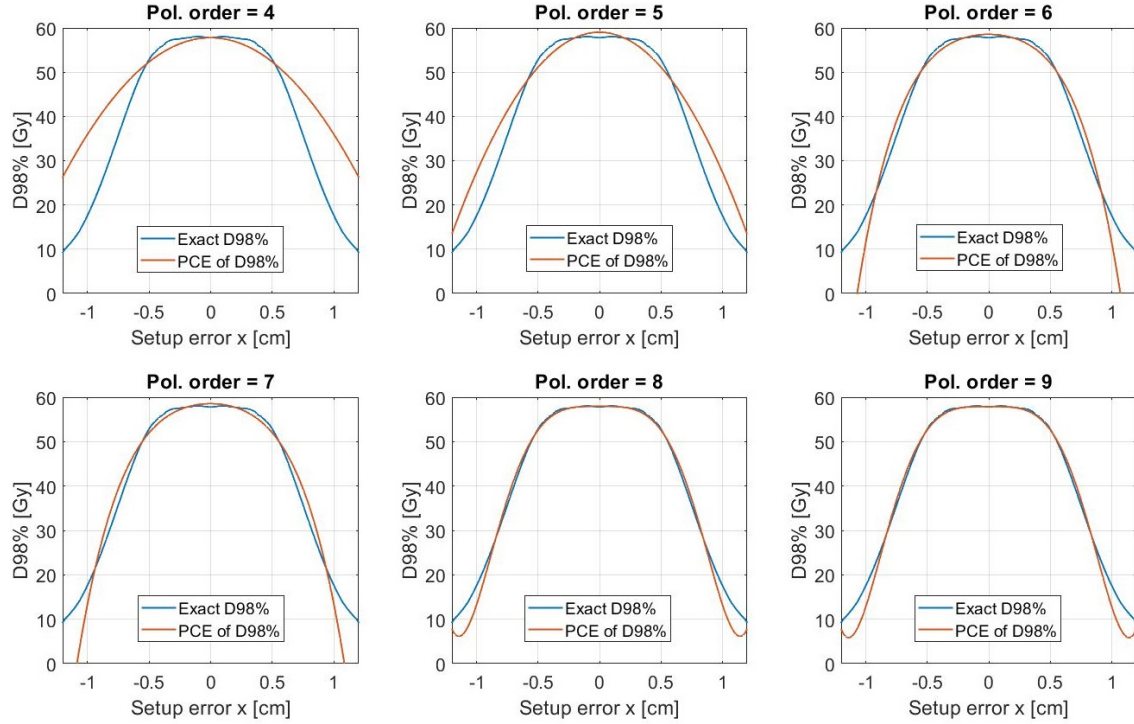 Pol. order = 4
60
50
40
30
20
10
0
D98% [Gy]
Exact D98%
PCE of D98%
-1 -0.5 0 0.5 1
Setup error x [cm]
Pol. order = 5
60
50
40
30
20
10
0
D98% [Gy]
Exact D98%
PCE of D98%
-1 -0.5 0 0.5 1
Setup error x [cm]
Pol. order = 6
60
50
40
30
20
10
0
D98% [Gy]
Exact D98%
PCE of D98%
-1 -0.5 0 0.5 1
Setup error x [cm]
Pol. order = 7
60
50
40
30
20
10
0
D98% [Gy]
Exact D98%
PCE of D98%
-1 -0.5 0 0.5 1
Setup error x [cm]
Pol. order = 8
60
50
40
30
20
10
0
D98% [Gy]
Exact D98%
PCE of D98%
-1 -0.5 0 0.5 1
Setup error x [cm]
Pol. order = 9
60
50
40
30
20
10
0
D98% [Gy]
Exact D98%
PCE of D98%
-1 -0.5 0 0.5 1
Setup error x [cm]